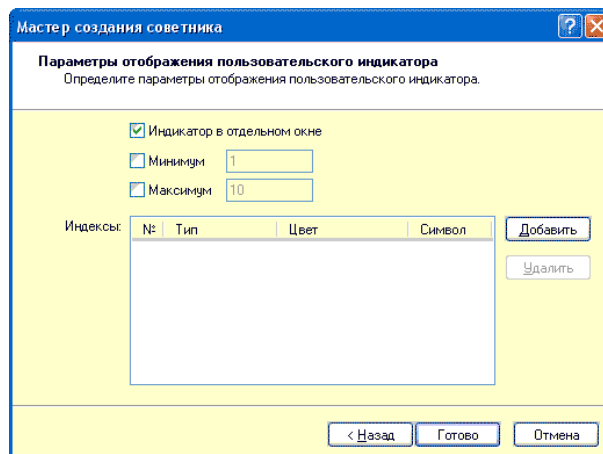 Мастер создания советника
Параметры отображения пользовательского индикатора
Определите параметры отображения пользовательского индикатора.
Индикатор в отдельном окне
Минимум 1
Максимум 10
Индексы: № Тип Цвет Символ Добавить
Удалить
< Назад Готово Отмена